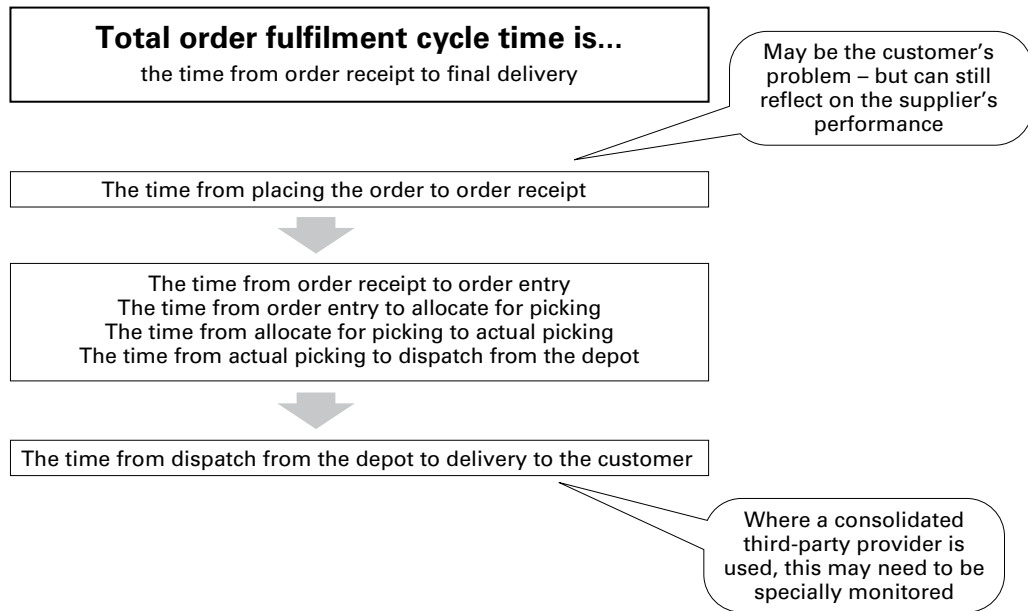 Total order fulfilment cycle time is...
the time from order receipt to final delivery
May be the customer’s
problem – but can still
reflect on the supplier’s
performance
The time from placing the order to order receipt
The time from order receipt to order entry
The time from order entry to allocate for picking
The time from allocate for picking to actual picking
The time from actual picking to dispatch from the depot
The time from dispatch from the depot to delivery to the customer
Where a consolidated
third-party provider is
used, this may need to be
specially monitored